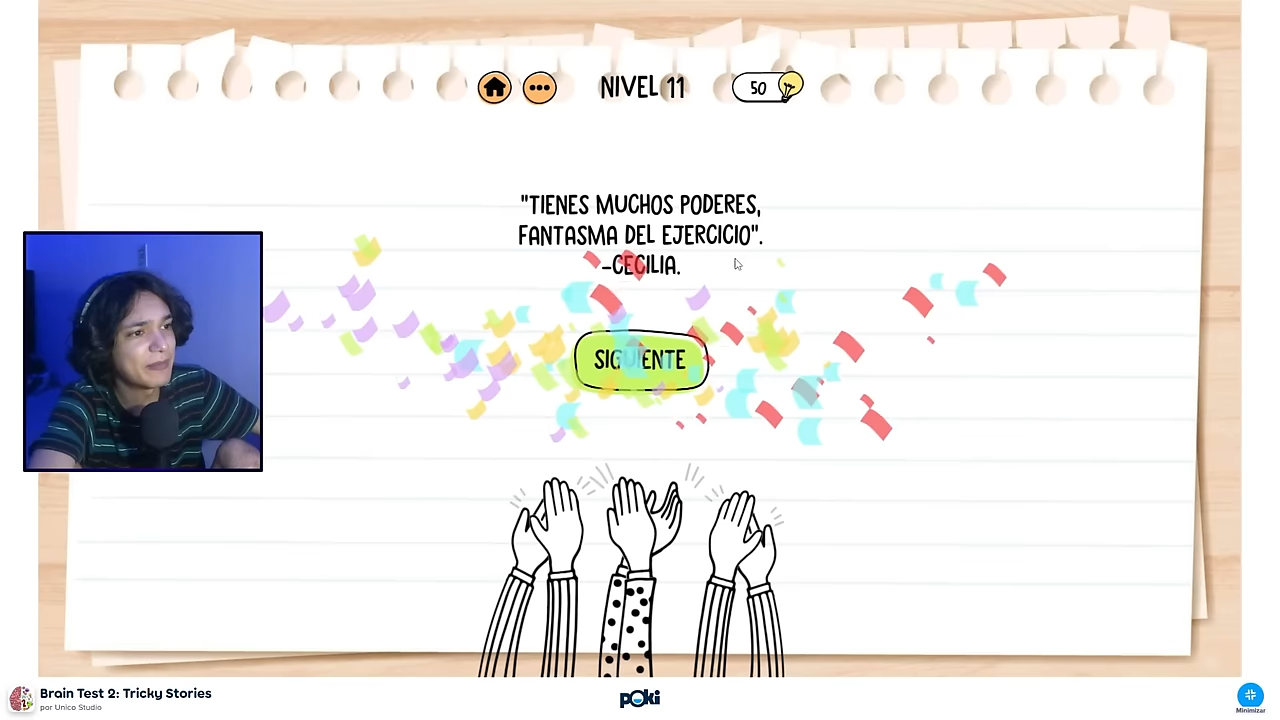 NIVEL 11
50
"TIENES MUCHOS PODERES,
FANTASMA DEL EJERCICIO".
-CECILIA.
SIGUIENTE
Brain Test 2: Tricky Stories
por Unico Studio
poki
Minimizar